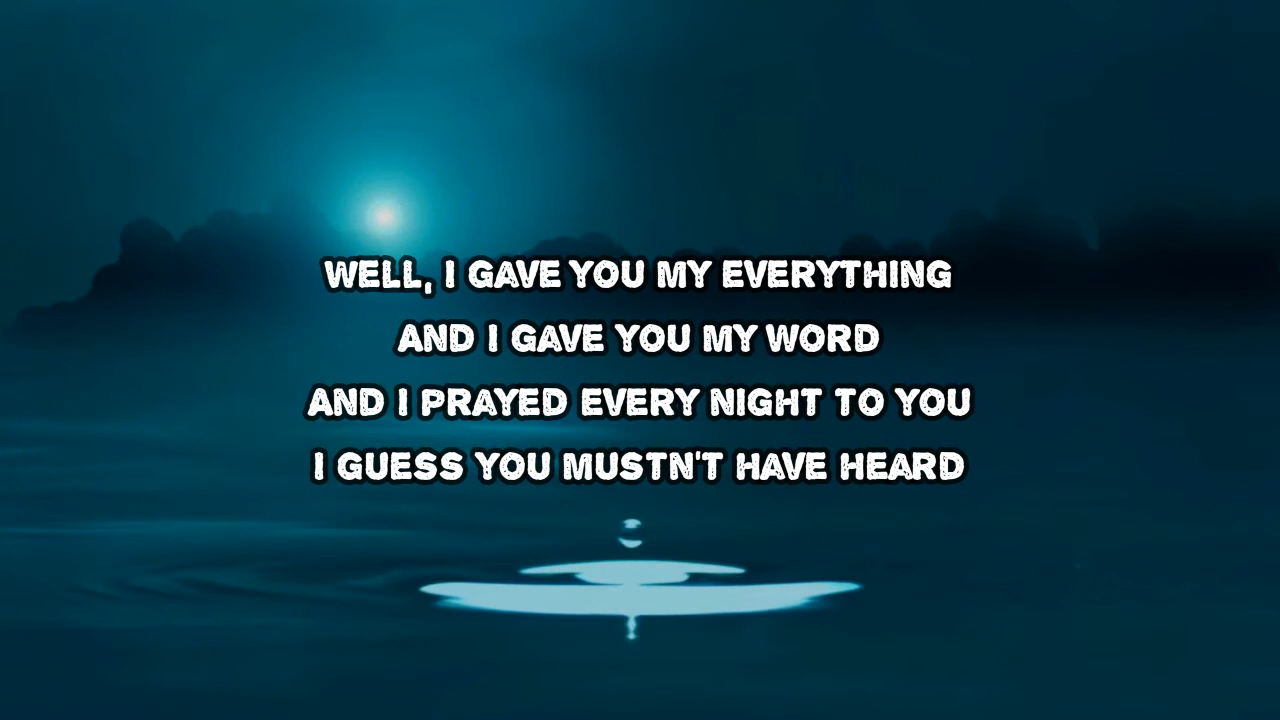 WELL, I GAVE YOU MY EVERYTHING
AND I GAVE YOU MY WORD
AND I PRAYED EVERY NIGHT TO YOU
I GUESS YOU MUSTN'T HAVE HEARD